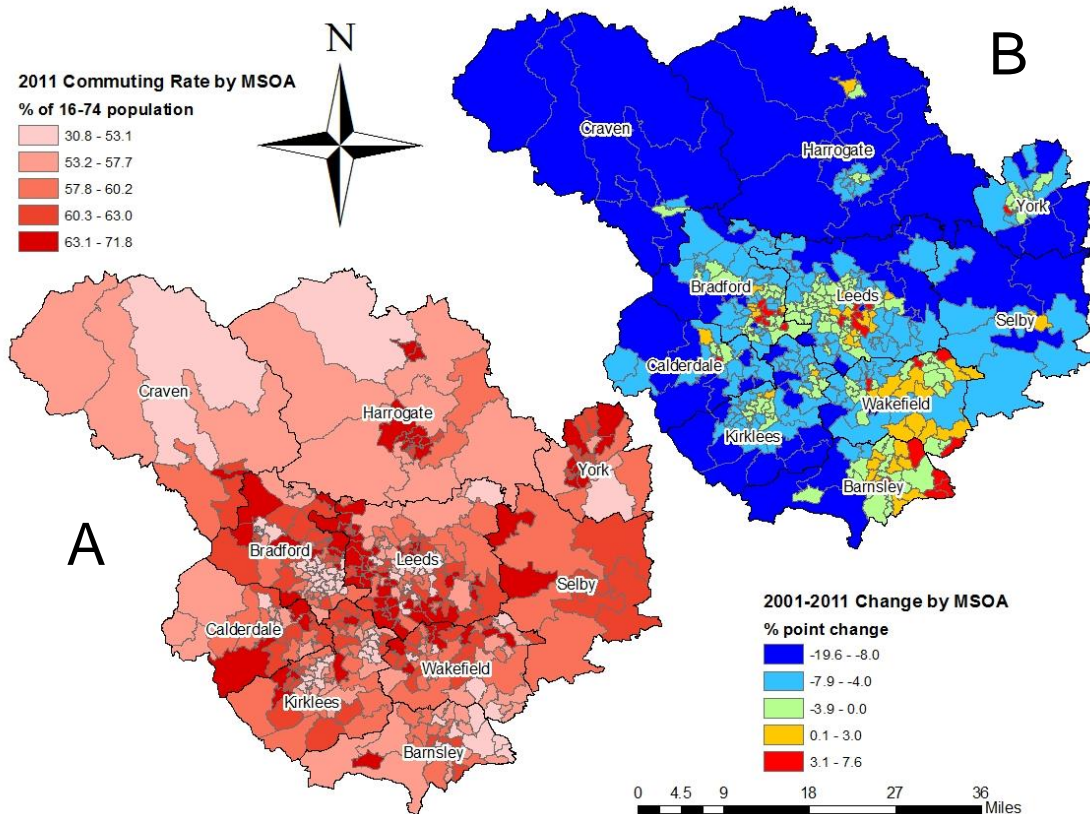 N
2011 Commuting Rate by MSOA
% of 16-74 population
30.8 - 53.1
53.2 - 57.7
57.8 - 60.2
60.3 - 63.0
63.1 - 71.8
A
Craven
Harrogate
York
Bradford
Leeds
Selby
Calderdale
Wakefield
Kirklees
Barnsley
B
Craven
Harrogate
York
Bradford
Leeds
Selby
Calderdale
Wakefield
Kirklees
Barnsley
2001-2011 Change by MSOA
% point change
-19.6 - -8.0
-7.9 - -4.0
-3.9 - 0.0
0.1 - 3.0
3.1 - 7.6
0 4.5 9 18 27 36
Miles